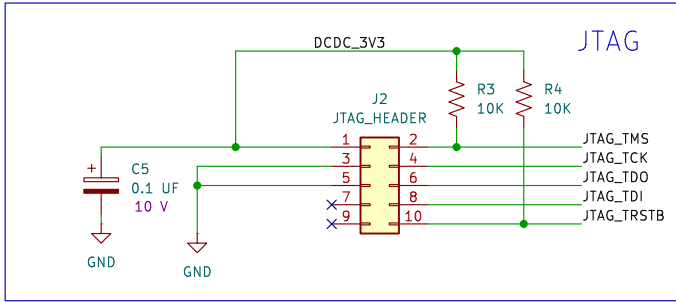 JTAG
DCDC_3V3
R3
10K
R4
10K
J2
JTAG_HEADER
1
2
JTAG_TMS
3
4
JTAG_TCK
5
6
JTAG_TDO
7
8
JTAG_TDI
9
10
JTAG_TRSTB
+
C5
0.1 UF
10 V
GND
GND